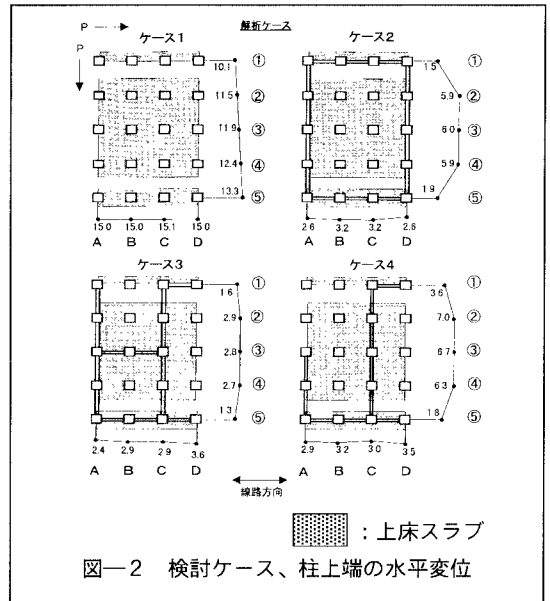 解析ケース
P
P
ケース1
ケース2
10.1 ①
11.5 ②
11.9 ③
12.4 ④
13.3 ⑤
15.0 15.0 15.1 15.0
A B C D
1.5 ①
5.9 ②
6.0 ③
5.9 ④
1.9 ⑤
2.6 3.2 3.2 2.6
A B C D
ケース3
ケース4
1.6 ①
2.9 ②
2.8 ③
2.7 ④
1.3 ⑤
2.4 2.9 2.9 3.6
A B C D
3.6 ①
7.0 ②
6.7 ③
6.3 ④
1.8 ⑤
2.9 3.2 3.0 3.5
A B C D
線路方向
:上床スラブ
図―2 検討ケース、柱上端の水平変位